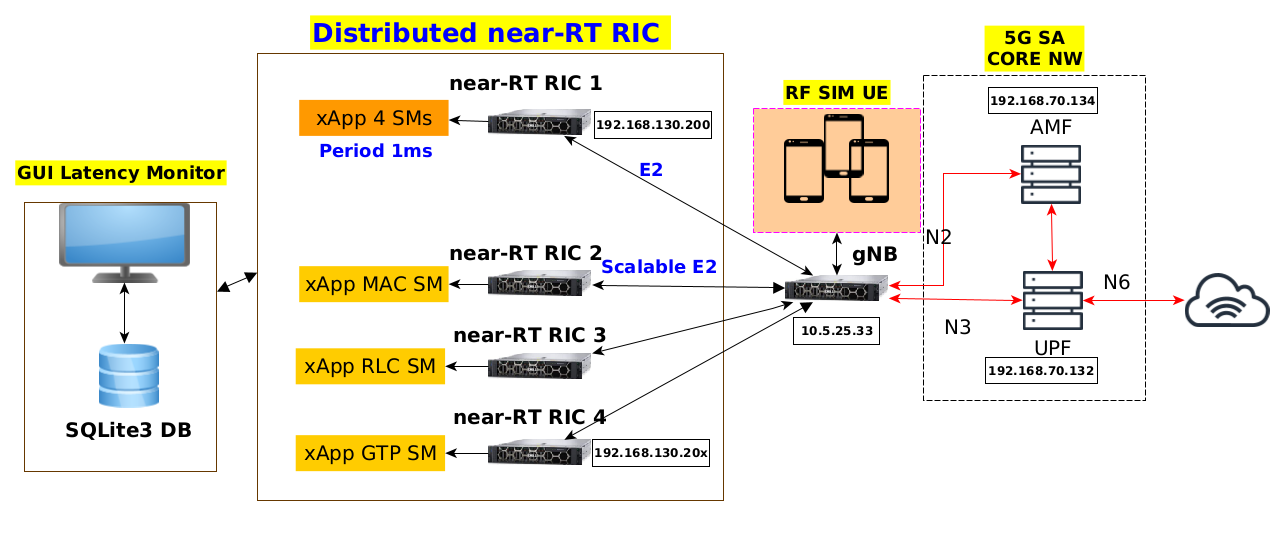 Distributed near-RT RIC
5G SA
CORE NW
near-RT RIC 1
RF SIM UE
192.168.70.134
xApp 4 SMs
192.168.130.200
AMF
Period 1ms
E2
GUI Latency Monitor
N2
near-RT RIC 2
gNB
Scalable E2
xApp MAC SM
N6
near-RT RIC 3
10.5.25.33
N3
UPF
xApp RLC SM
192.168.70.132
near-RT RIC 4
SQLite3 DB
xApp GTP SM
192.168.130.20x